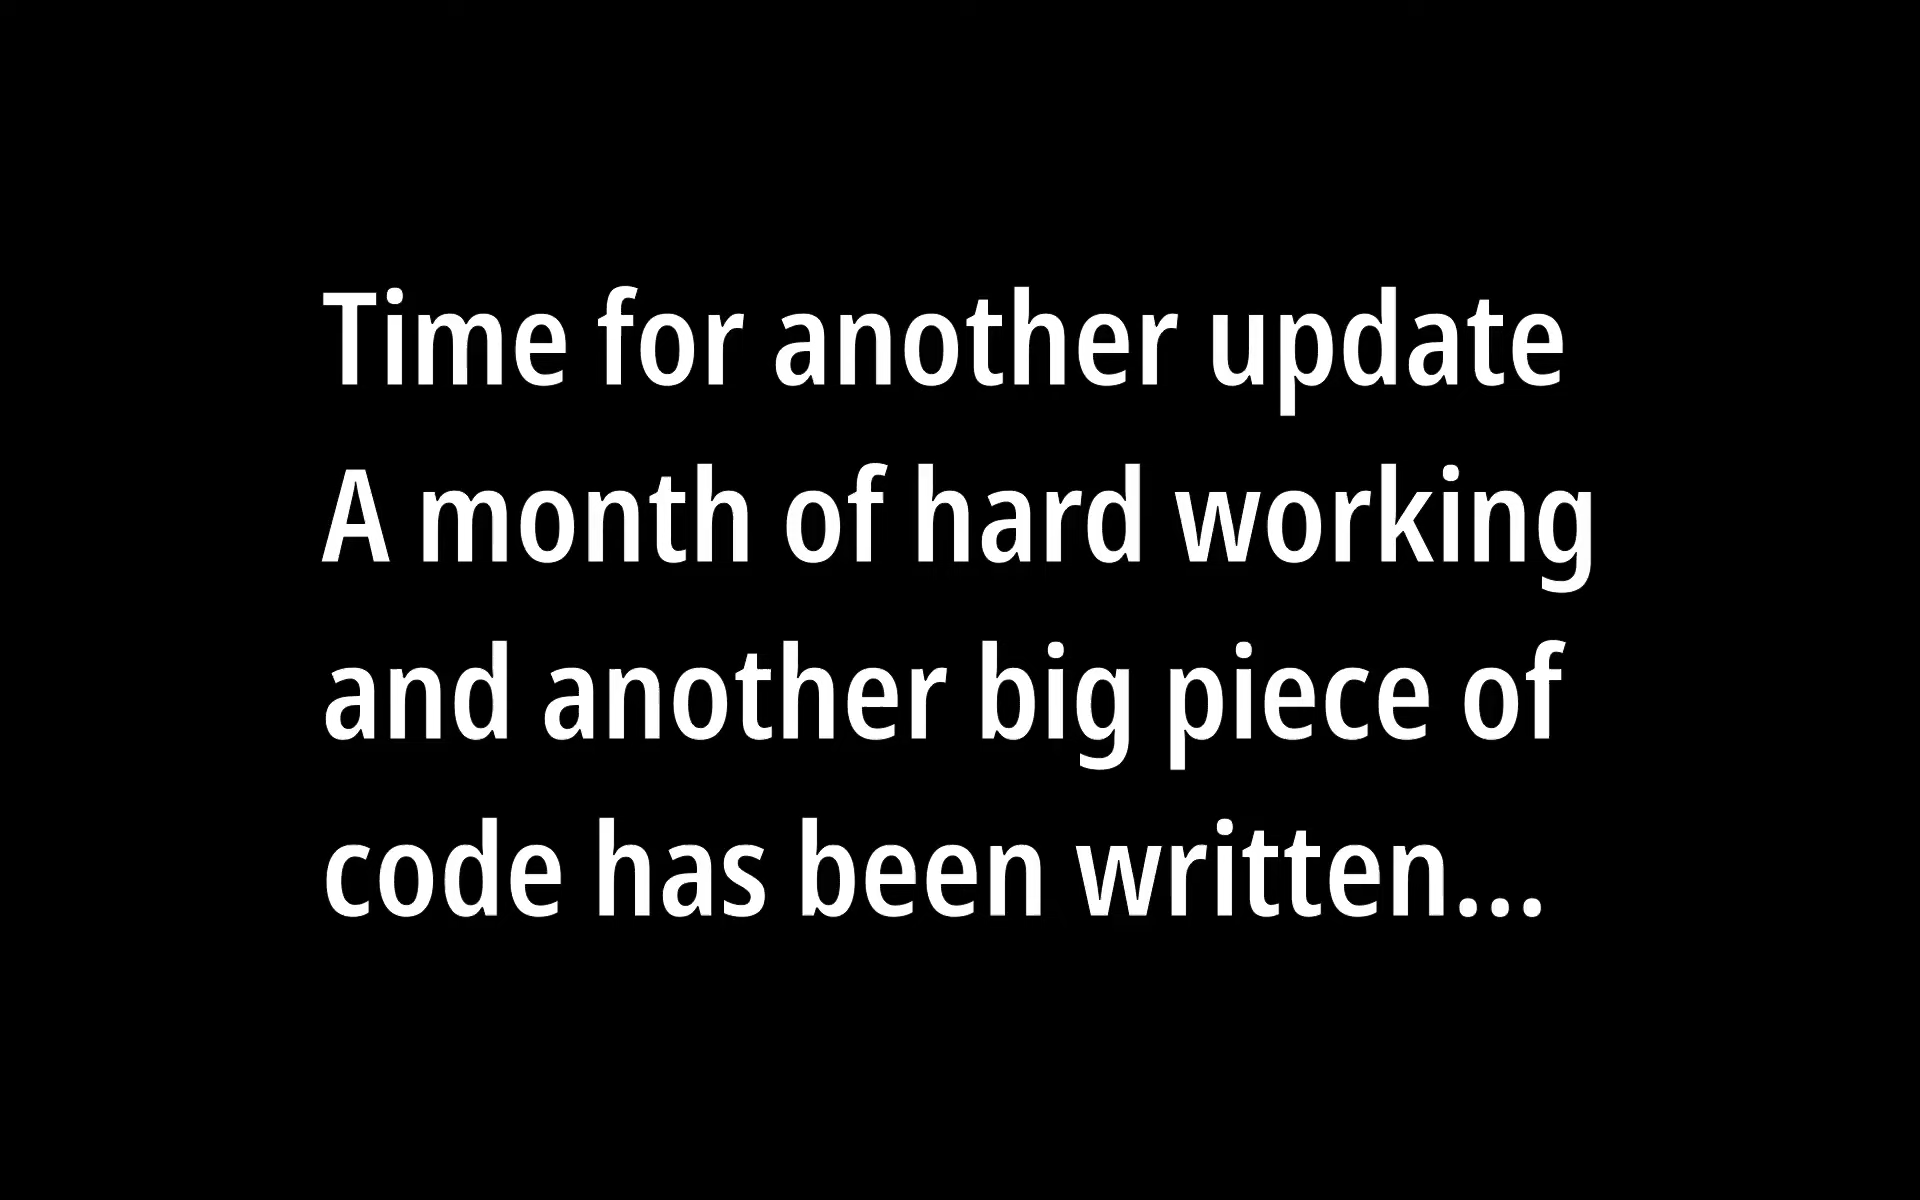 Time for another update
A month of hard working
and another big piece of
code has been written...